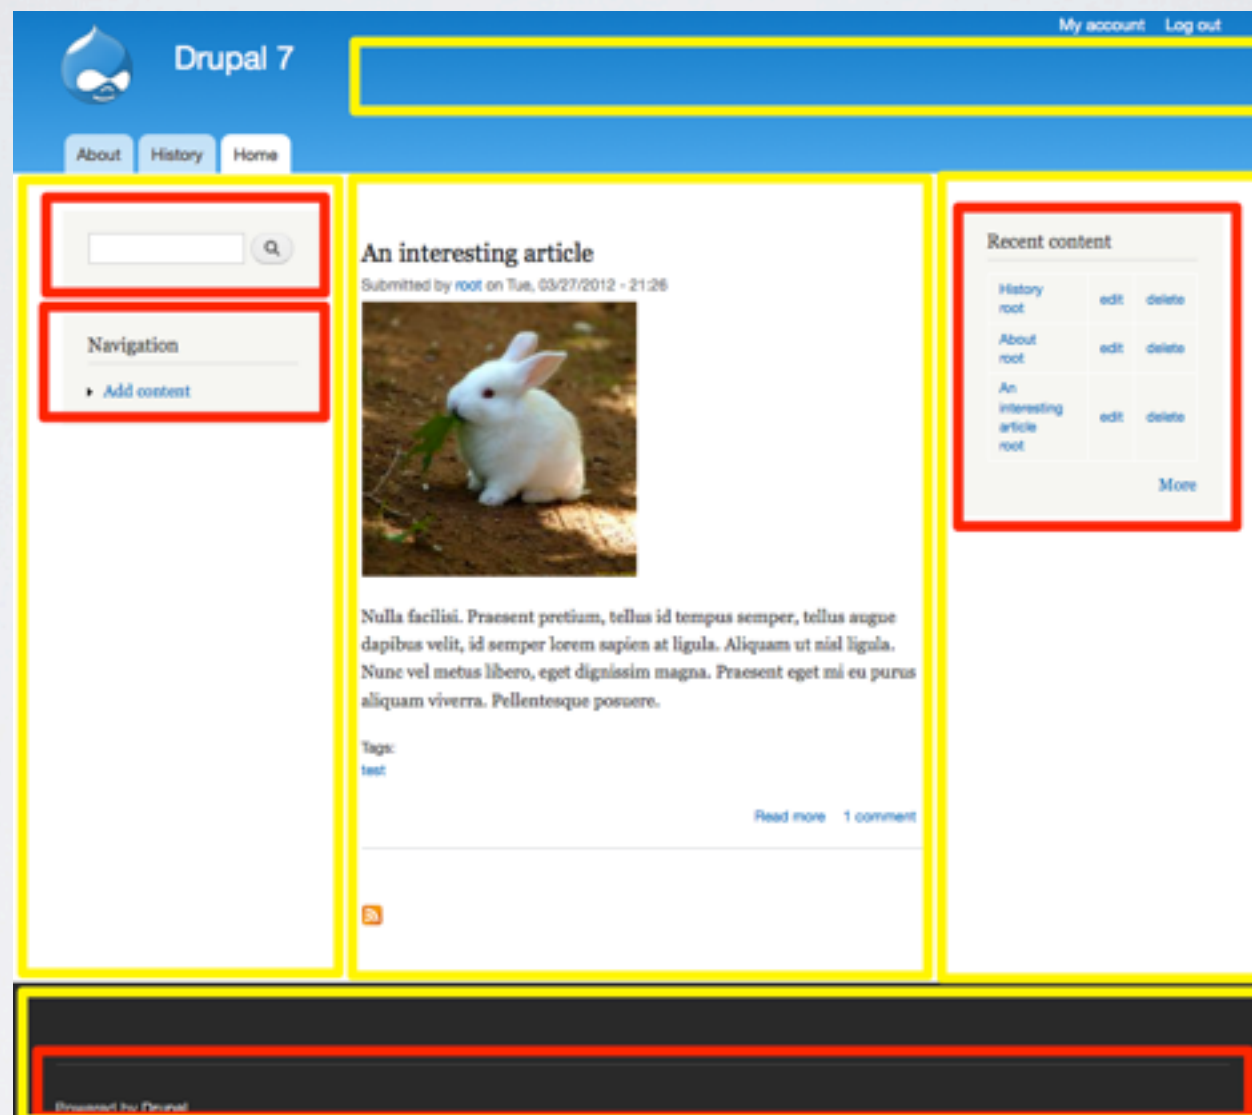 My account Log out
Drupal 7
About History Home
Navigation
Add content
An interesting article
Submitted by root on Tue, 03/27/2012 - 21:26
Nulla facilisi. Praesent pretium, tellus id tempus semper, tellus augue
dapibus velit, id semper lorem sapien at ligula. Aliquam ut nisl ligula.
Nunc vel metus libero, eget dignissim magna. Praesent eget mi eu purus
aliquam viverra. Pellentesque posuere.
Tags:
test
Read more 1 comment
Recent content
History
root
edit delete
About
root
edit delete
An
interesting
article
root
edit delete
More
Powered by Drupal